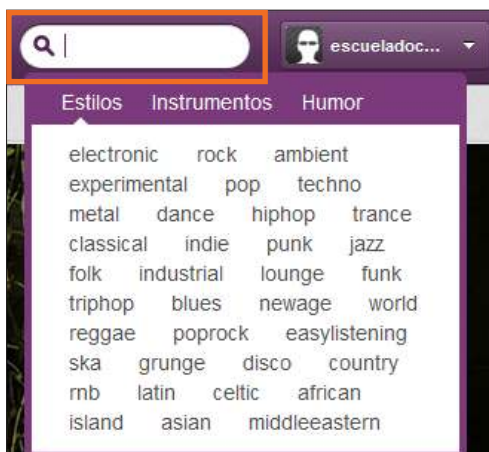 escueladoc...
Estilos Instrumentos Humor
electronic rock ambient
experimental pop techno
metal dance hiphop trance
classical indie punk jazz
folk industrial lounge funk
triphop blues newage world
reggae poprock easylistening
ska grunge disco country
rnb latin celtic african
island asian middleeastern